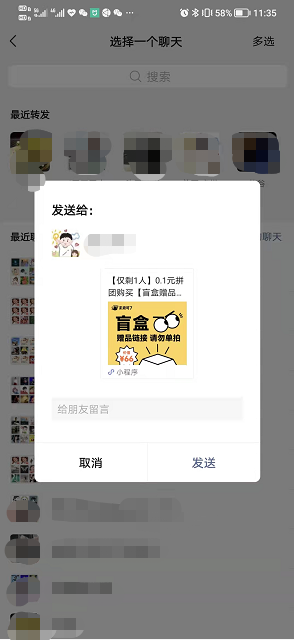 58% 11:35
选择一个聊天
多选
搜索
最近转发
最近聊
聊天
发送给：
【仅剩1人】0.1元拼
团购买【盲盒赠品...
盲盒
赠品链接 请勿单拍
¥66
小程序
给朋友留言
取消
发送